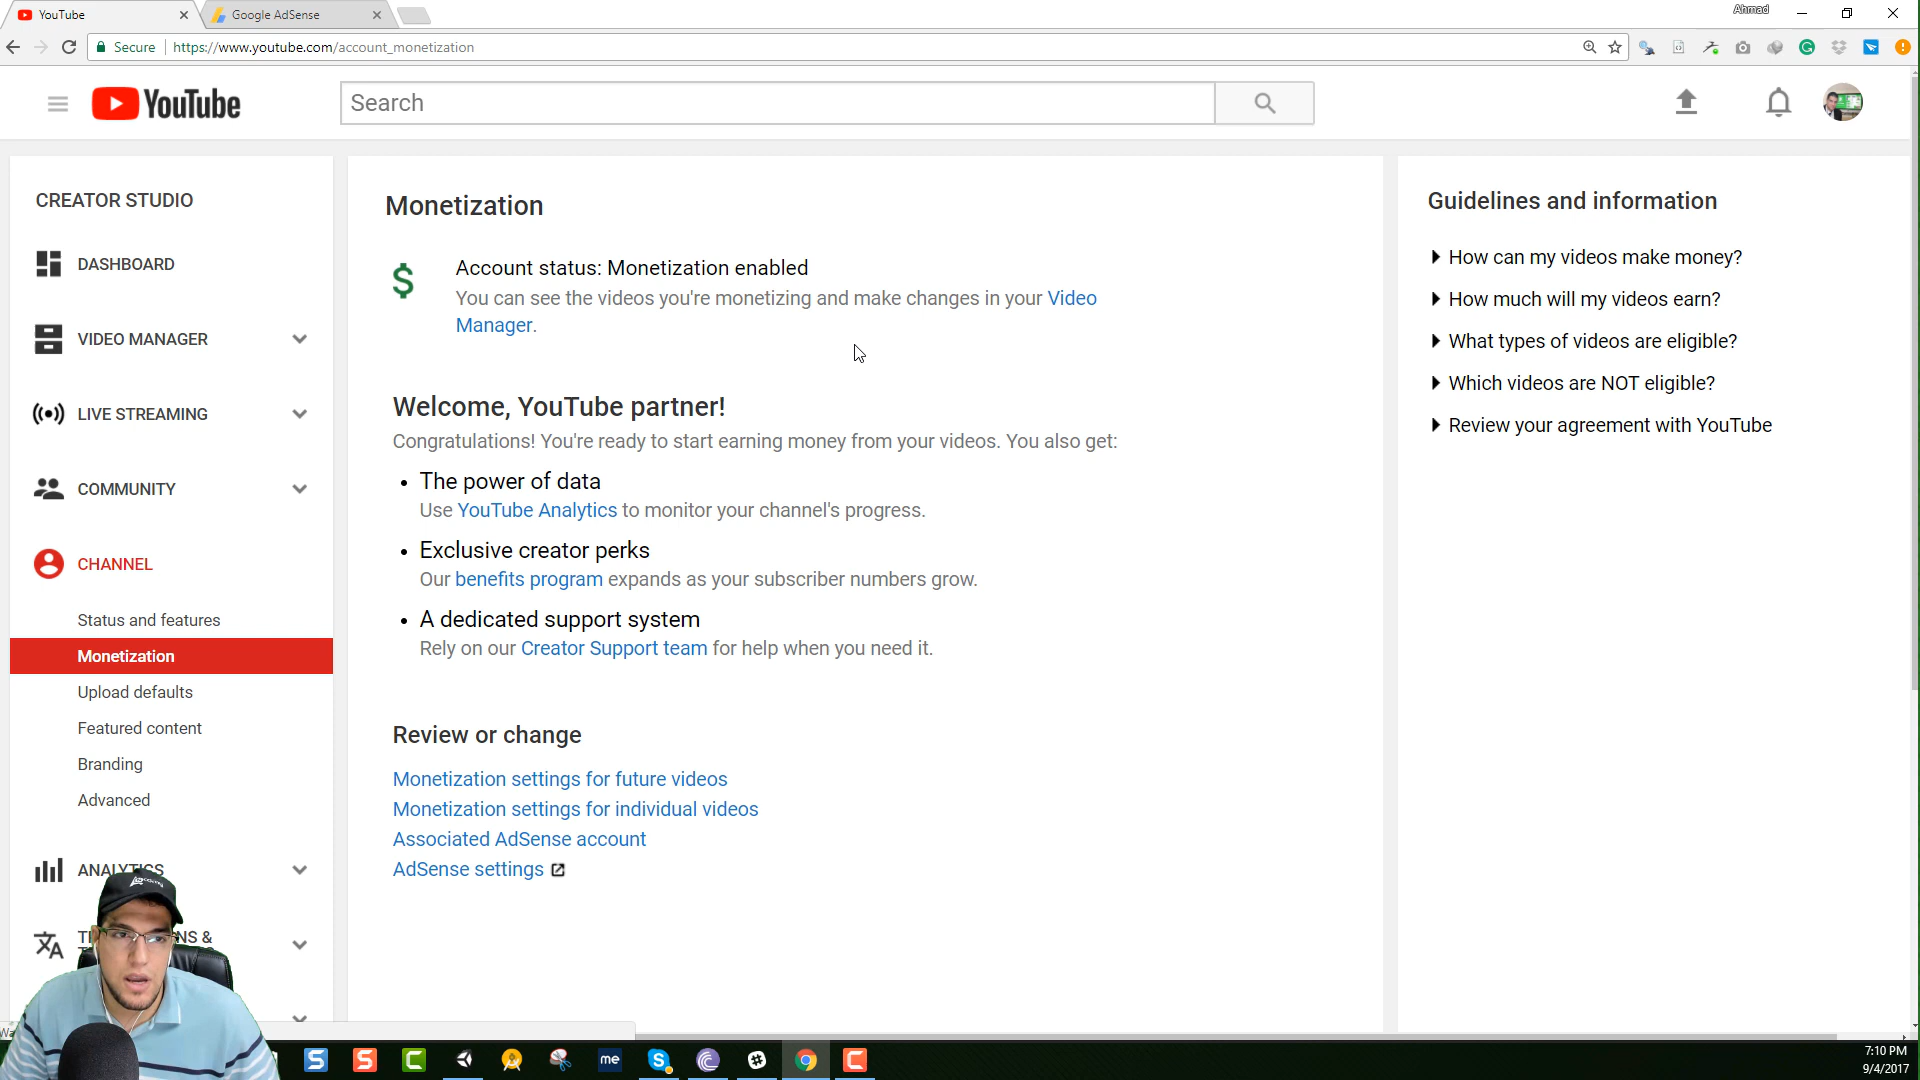 YouTube
Google AdSense
Ahmad
Secure
https://www.youtube.com/account_monetization
YouTube
Search
CREATOR STUDIO
DASHBOARD
VIDEO MANAGER
LIVE STREAMING
COMMUNITY
CHANNEL
Status and features
Monetization
Upload defaults
Featured content
Branding
Advanced
ANALYTICS
NS &
Monetization
Account status: Monetization enabled
You can see the videos you're monetizing and make changes in your Video
Manager.
Welcome, YouTube partner!
Congratulations! You're ready to start earning money from your videos. You also get:
• The power of data
Use YouTube Analytics to monitor your channel's progress.
• Exclusive creator perks
Our benefits program expands as your subscriber numbers grow.
• A dedicated support system
Rely on our Creator Support team for help when you need it.
Review or change
Monetization settings for future videos
Monetization settings for individual videos
Associated AdSense account
AdSense settings
Guidelines and information
How can my videos make money?
How much will my videos earn?
What types of videos are eligible?
Which videos are NOT eligible?
Review your agreement with YouTube
me
7:10 PM
9/4/2017